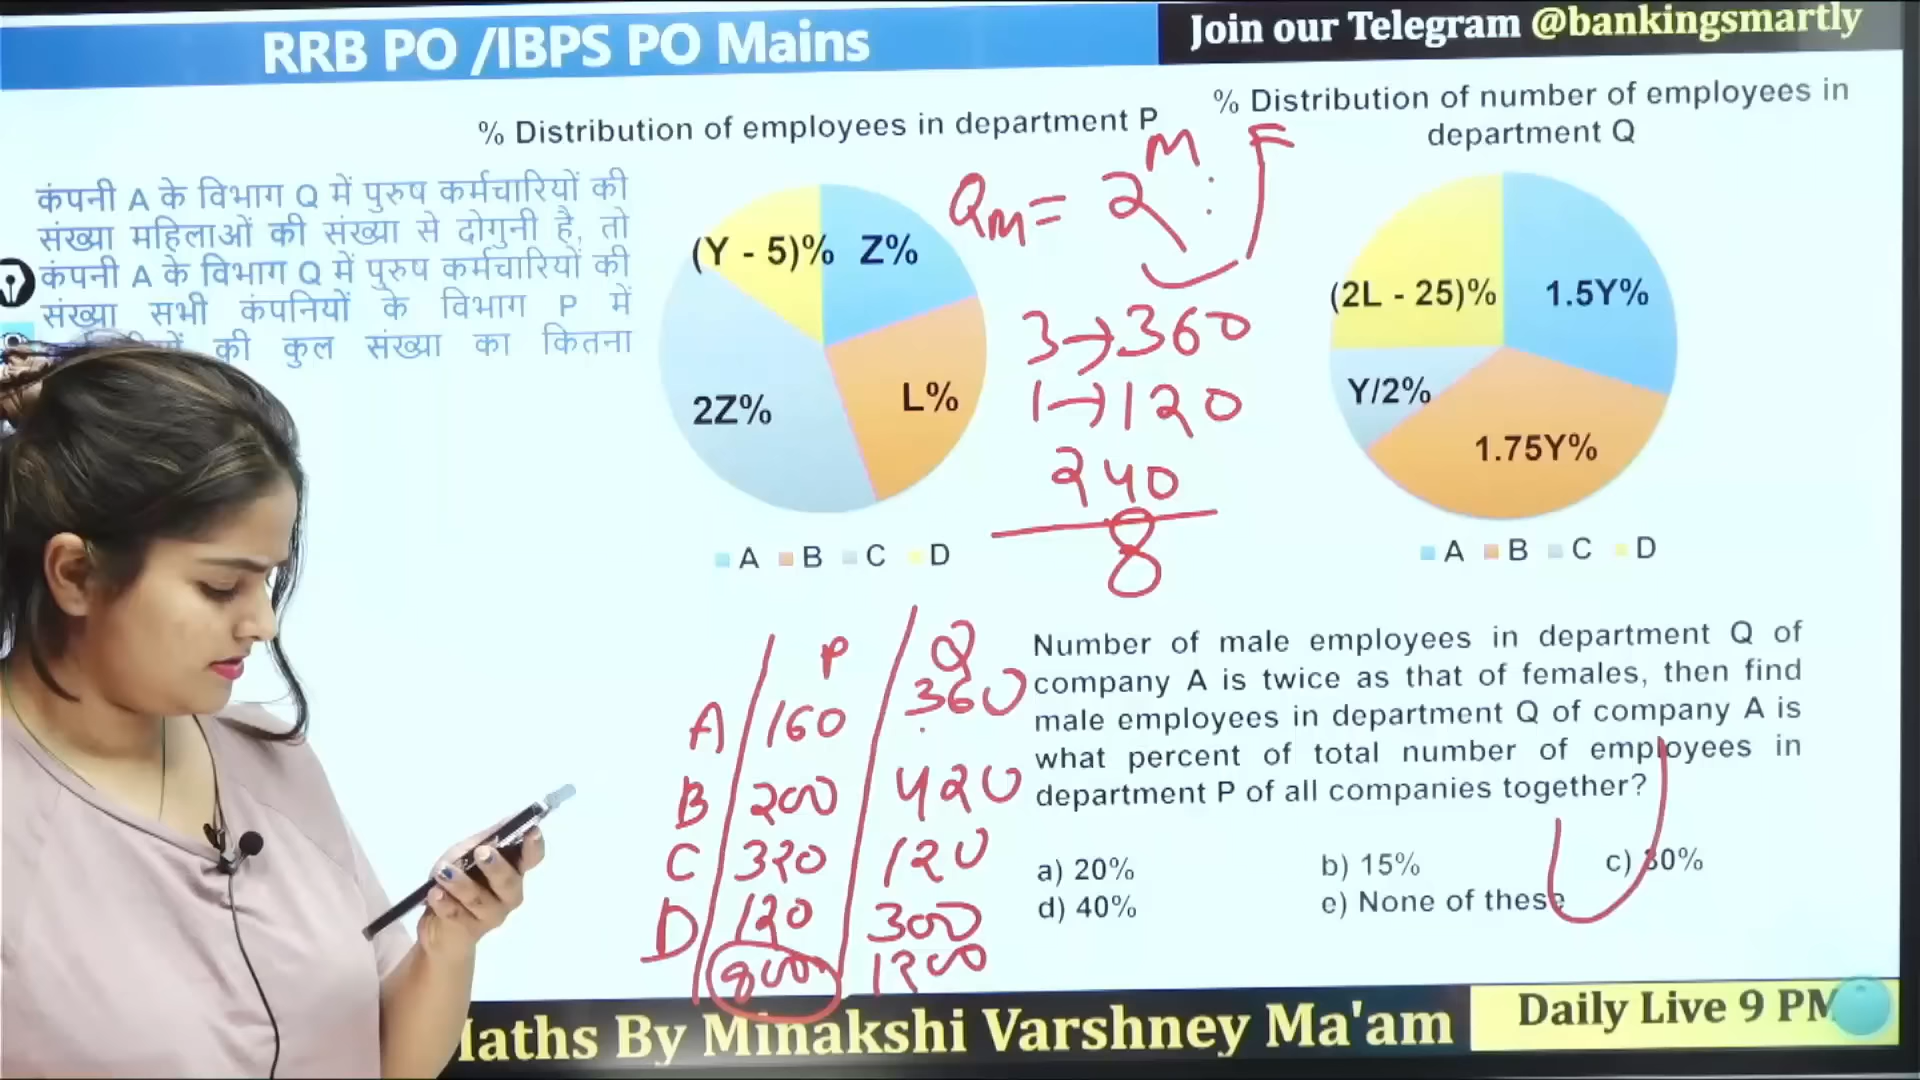 RRB PO /IBPS PO Mains
Join our Telegram @bankingsmartly
% Distribution of employees in department P
% Distribution of number of employees in
department Q
कंपनी A के विभाग Q में पुरुष कर्मचारियों की
संख्या महिलाओं की संख्या से दोगुनी है, तो
कंपनी A के विभाग Q में पुरुष कर्मचारियों की
संख्या सभी कंपनियों के विभाग P में
की कुल संख्या का कितना
(Y - 5)% Z%
L%
2Z%
A B C D
QM = 2 : 1
M F
3→360
1→120
240
8
(2L - 25)% 1.5Y%
Y/2%
1.75Y%
A B C D
P Q
A 160 360
B 200 420
C 320 120
D 120 300
800 1200
Number of male employees in department Q of
company A is twice as that of females, then find
male employees in department Q of company A is
what percent of total number of employees in
department P of all companies together?
a) 20% b) 15% c) 30%
d) 40% e) None of these
Maths By Minakshi Varshney Ma'am
Daily Live 9 PM